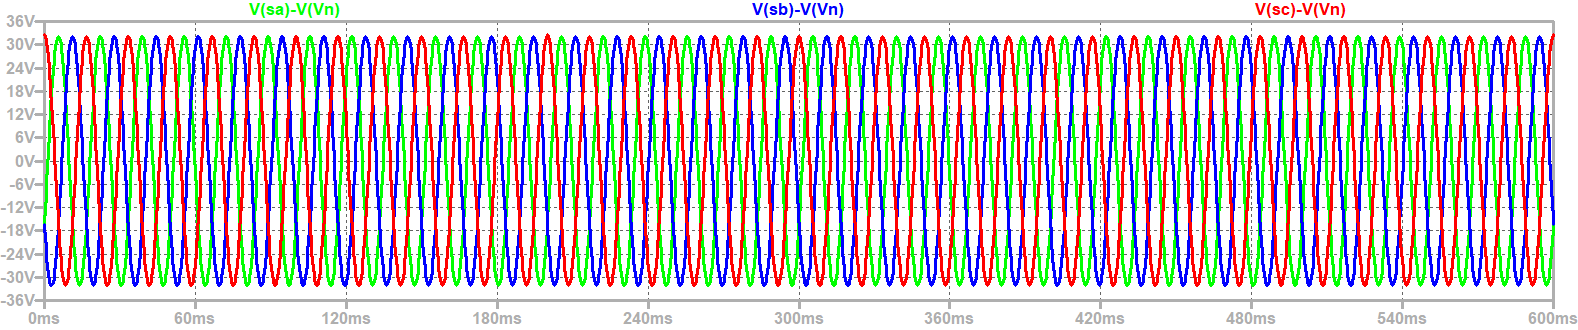 V(sa)-V(Vn) V(sb)-V(Vn) V(sc)-V(Vn)
36V
30V
24V
18V
12V
6V
0V
-6V
-12V
-18V
-24V
-30V
-36V
0ms 60ms 120ms 180ms 240ms 300ms 360ms 420ms 480ms 540ms 600ms